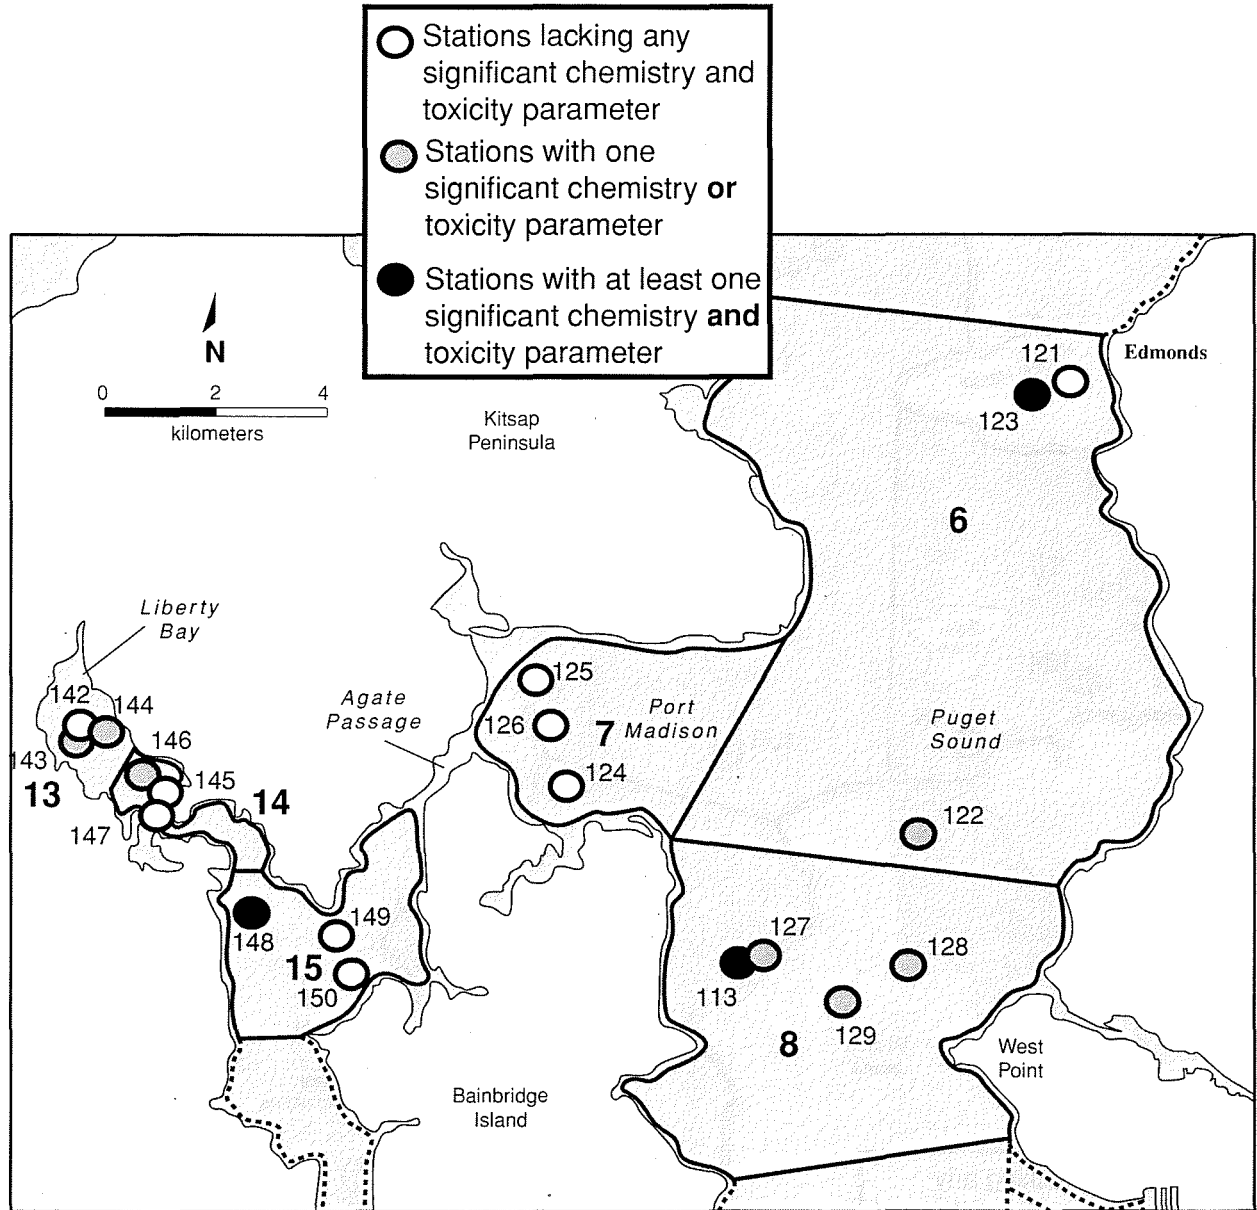 Stations lacking any
significant chemistry and
toxicity parameter
Stations with one
significant chemistry or
toxicity parameter
Stations with at least one
significant chemistry and
toxicity parameter
N
0 2 4
kilometers
Kitsap
Peninsula
121
Edmonds
123
6
Liberty
Bay
Agate
Passage
125
126
7
Port
Madison
124
Puget
Sound
122
142
144
143
146
13
145
14
147
148
149
15
150
127
128
113
129
8
West
Point
Bainbridge
Island